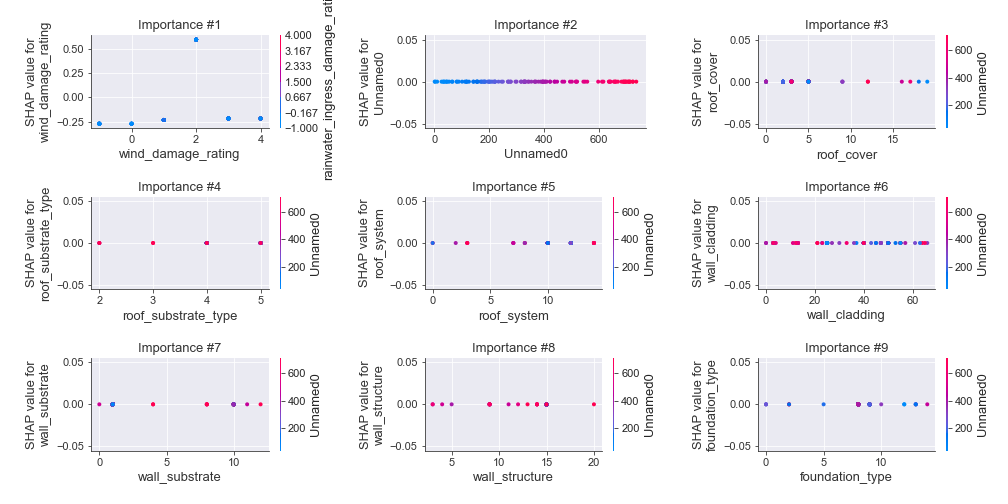 Importance #1
SHAP value for
wind_damage_rating
0.50
0.25
0.00
−0.25
0
2
4
wind_damage_rating
4.000
3.167
2.333
1.500
0.667
−0.167
−1.000
rainwater_ingress_damage_rati
Importance #2
SHAP value for
Unnamed0
0.05
0.00
−0.05
0
200
400
600
Unnamed0
Importance #3
SHAP value for
roof_cover
0.05
0.00
−0.05
0
5
10
15
roof_cover
600
400
200
Unnamed0
Importance #4
SHAP value for
roof_substrate_type
0.05
0.00
−0.05
2
3
4
5
roof_substrate_type
600
400
200
Unnamed0
Importance #5
SHAP value for
roof_system
0.05
0.00
−0.05
0
5
10
roof_system
600
400
200
Unnamed0
Importance #6
SHAP value for
wall_cladding
0.05
0.00
−0.05
0
20
40
60
wall_cladding
600
400
200
Unnamed0
Importance #7
SHAP value for
wall_substrate
0.05
0.00
−0.05
0
5
10
wall_substrate
600
400
200
Unnamed0
Importance #8
SHAP value for
wall_structure
0.05
0.00
−0.05
5
10
15
20
wall_structure
600
400
200
Unnamed0
Importance #9
SHAP value for
foundation_type
0.05
0.00
−0.05
0
5
10
foundation_type
600
400
200
Unnamed0